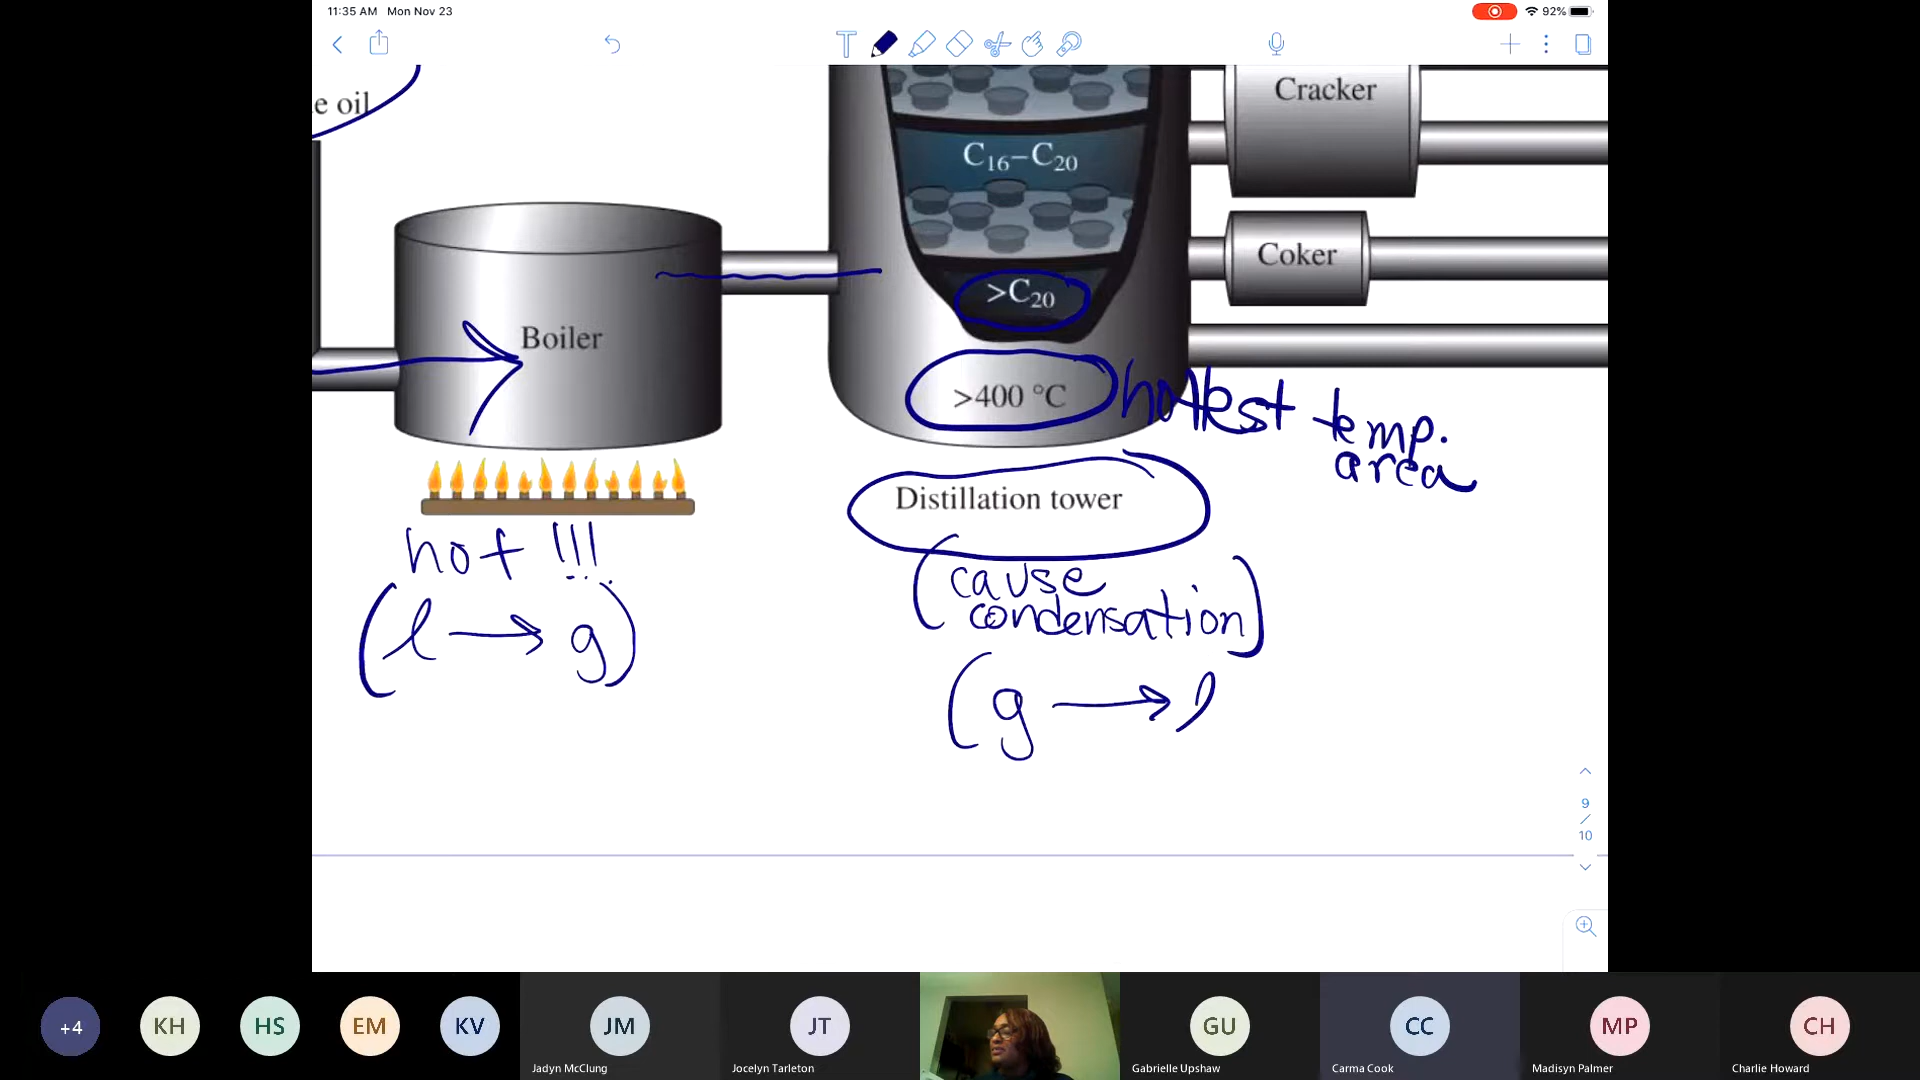 11:35 AM Mon Nov 23
92%
T
e oil
Cracker
C16–C20
Coker
>C20
Boiler
>400 °C
hottest temp. area
Distillation tower
hot !!!
(l → g)
(cause condensation)
(g → l
9
/
10
+4
KH
HS
EM
KV
JM
JT
GU
CC
MP
CH
Jadyn McClung
Jocelyn Tarleton
Gabrielle Upshaw
Carma Cook
Madisyn Palmer
Charlie Howard